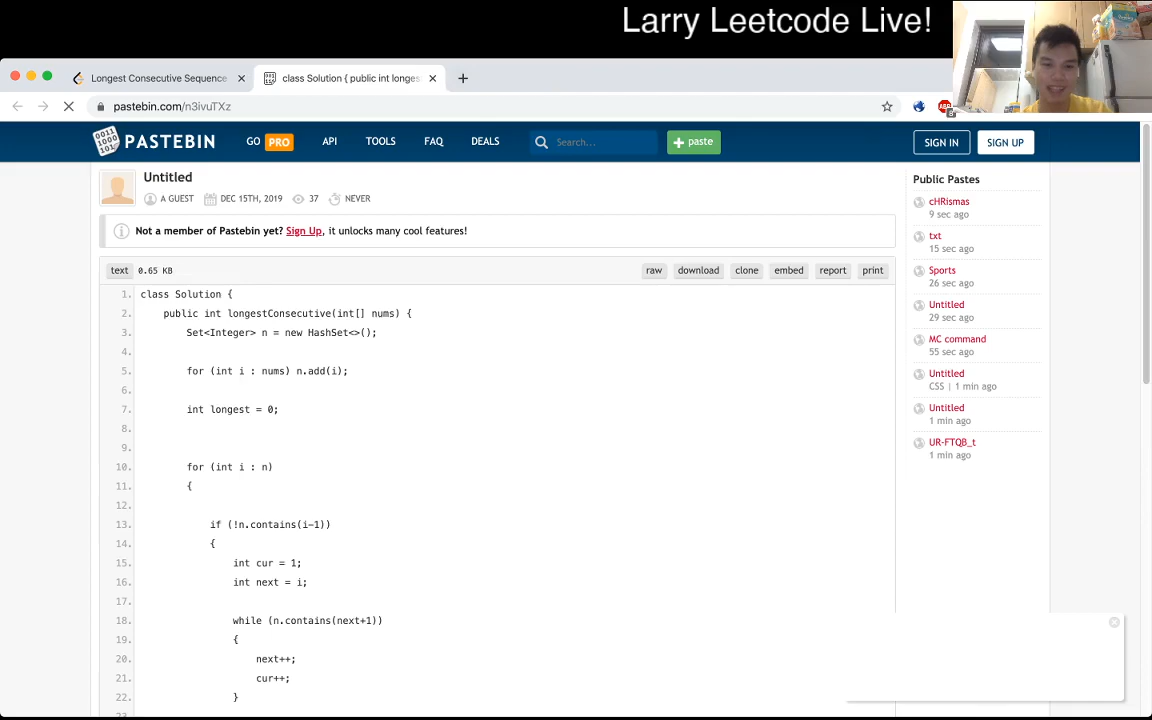 Larry Leetcode Live!
Longest Consecutive Sequence
class Solution { public int longes
pastebin.com/n3ivuTXz
PASTEBIN
GO PRO API TOOLS FAQ DEALS Search... paste SIGN IN SIGN UP
Untitled
A GUEST DEC 15TH, 2019 37 NEVER
Not a member of Pastebin yet? Sign Up, it unlocks many cool features!
text 0.65 KB raw download clone embed report print
1. class Solution {
2. public int longestConsecutive(int[] nums) {
3. Set<Integer> n = new HashSet<>();
4.
5. for (int i : nums) n.add(i);
6.
7. int longest = 0;
8.
9.
10. for (int i : n)
11. {
12.
13. if (!n.contains(i-1))
14. {
15. int cur = 1;
16. int next = i;
17.
18. while (n.contains(next+1))
19. {
20. next++;
21. cur++;
22. }
Public Pastes
cHRismas
9 sec ago
txt
15 sec ago
Sports
26 sec ago
Untitled
29 sec ago
MC command
55 sec ago
Untitled
CSS | 1 min ago
Untitled
1 min ago
UR-FTQB_t
1 min ago